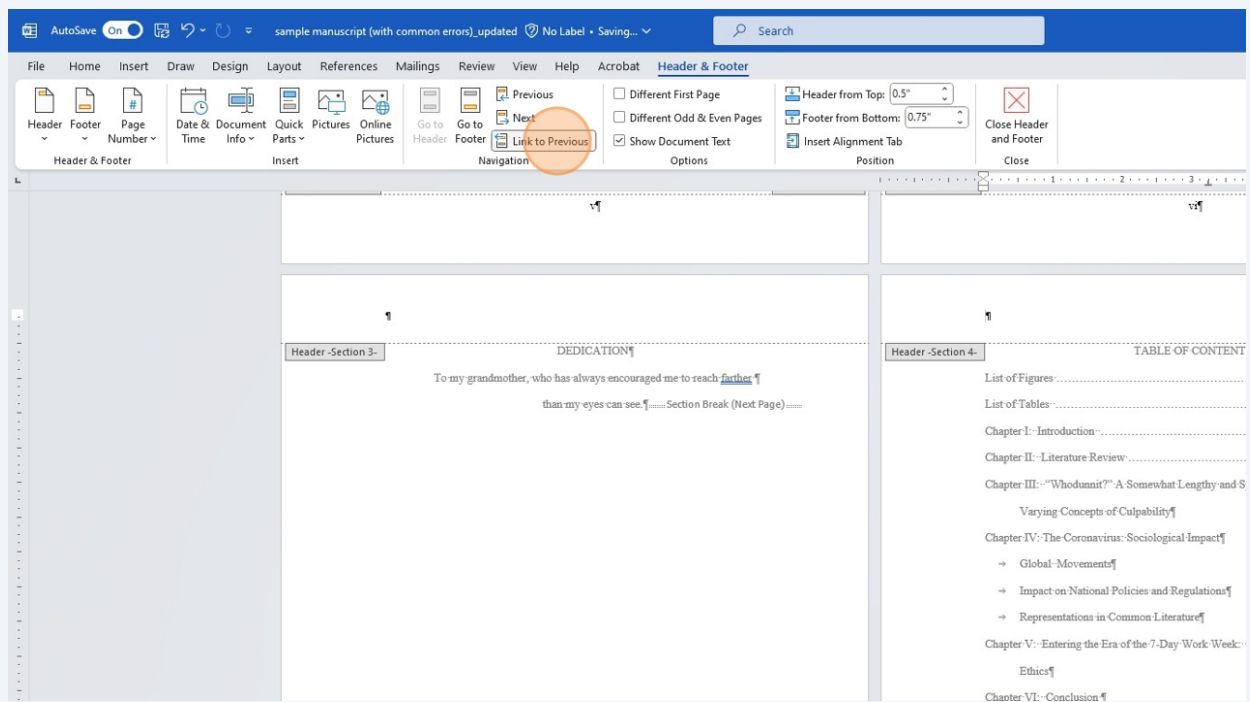 AutoSave On sample manuscript (with common errors)_updated No Label • Saving... Search
File Home Insert Draw Design Layout References Mailings Review View Help Acrobat Header & Footer
Header Footer Page Number Date & Time Document Info Quick Parts Pictures Online Pictures Go to Header Go to Footer
Previous
Next
Link to Previous
Different First Page
Different Odd & Even Pages
Show Document Text
Header from Top: 0.5"
Footer from Bottom: 0.75"
Insert Alignment Tab
Close Header and Footer
Header & Footer Insert Navigation Options Position Close
1 2 3
v¶ vi¶
¶ ¶
Header -Section 3-
DEDICATION¶
To·my·grandmother,·who·has·always·encouraged·me·to·reach·farther·¶
than·my·eyes·can·see.¶ Section Break (Next Page)
Header -Section 4-
TABLE·OF·CONTENT
List·of·Figures
List·of·Tables
Chapter·I:··Introduction
Chapter·II:··Literature·Review
Chapter·III:··“Whodunnit?”·A·Somewhat·Lengthy·and·S
Varying·Concepts·of·Culpability¶
Chapter·IV:·The·Coronavirus:·Sociological·Impact¶
→ Global··Movements¶
→ Impact·on·National·Policies·and·Regulations¶
→ Representations·in·Common·Literature¶
Chapter·V:··Entering·the·Era·of·the·7-Day·Work·Week:
Ethics¶
Chapter·VI:··Conclusion·¶